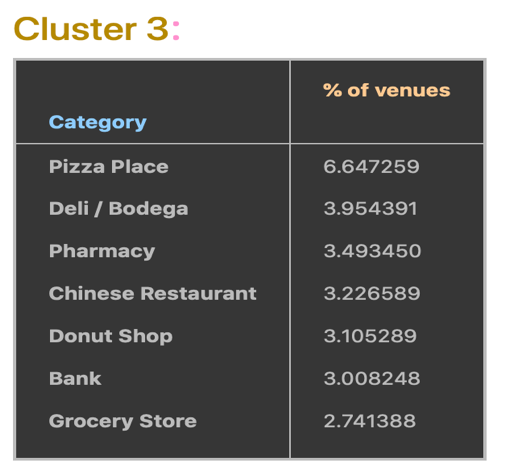 Cluster 3:
% of venues
Category
Pizza Place 6.647259
Deli / Bodega 3.954391
Pharmacy 3.493450
Chinese Restaurant 3.226589
Donut Shop 3.105289
Bank 3.008248
Grocery Store 2.741388